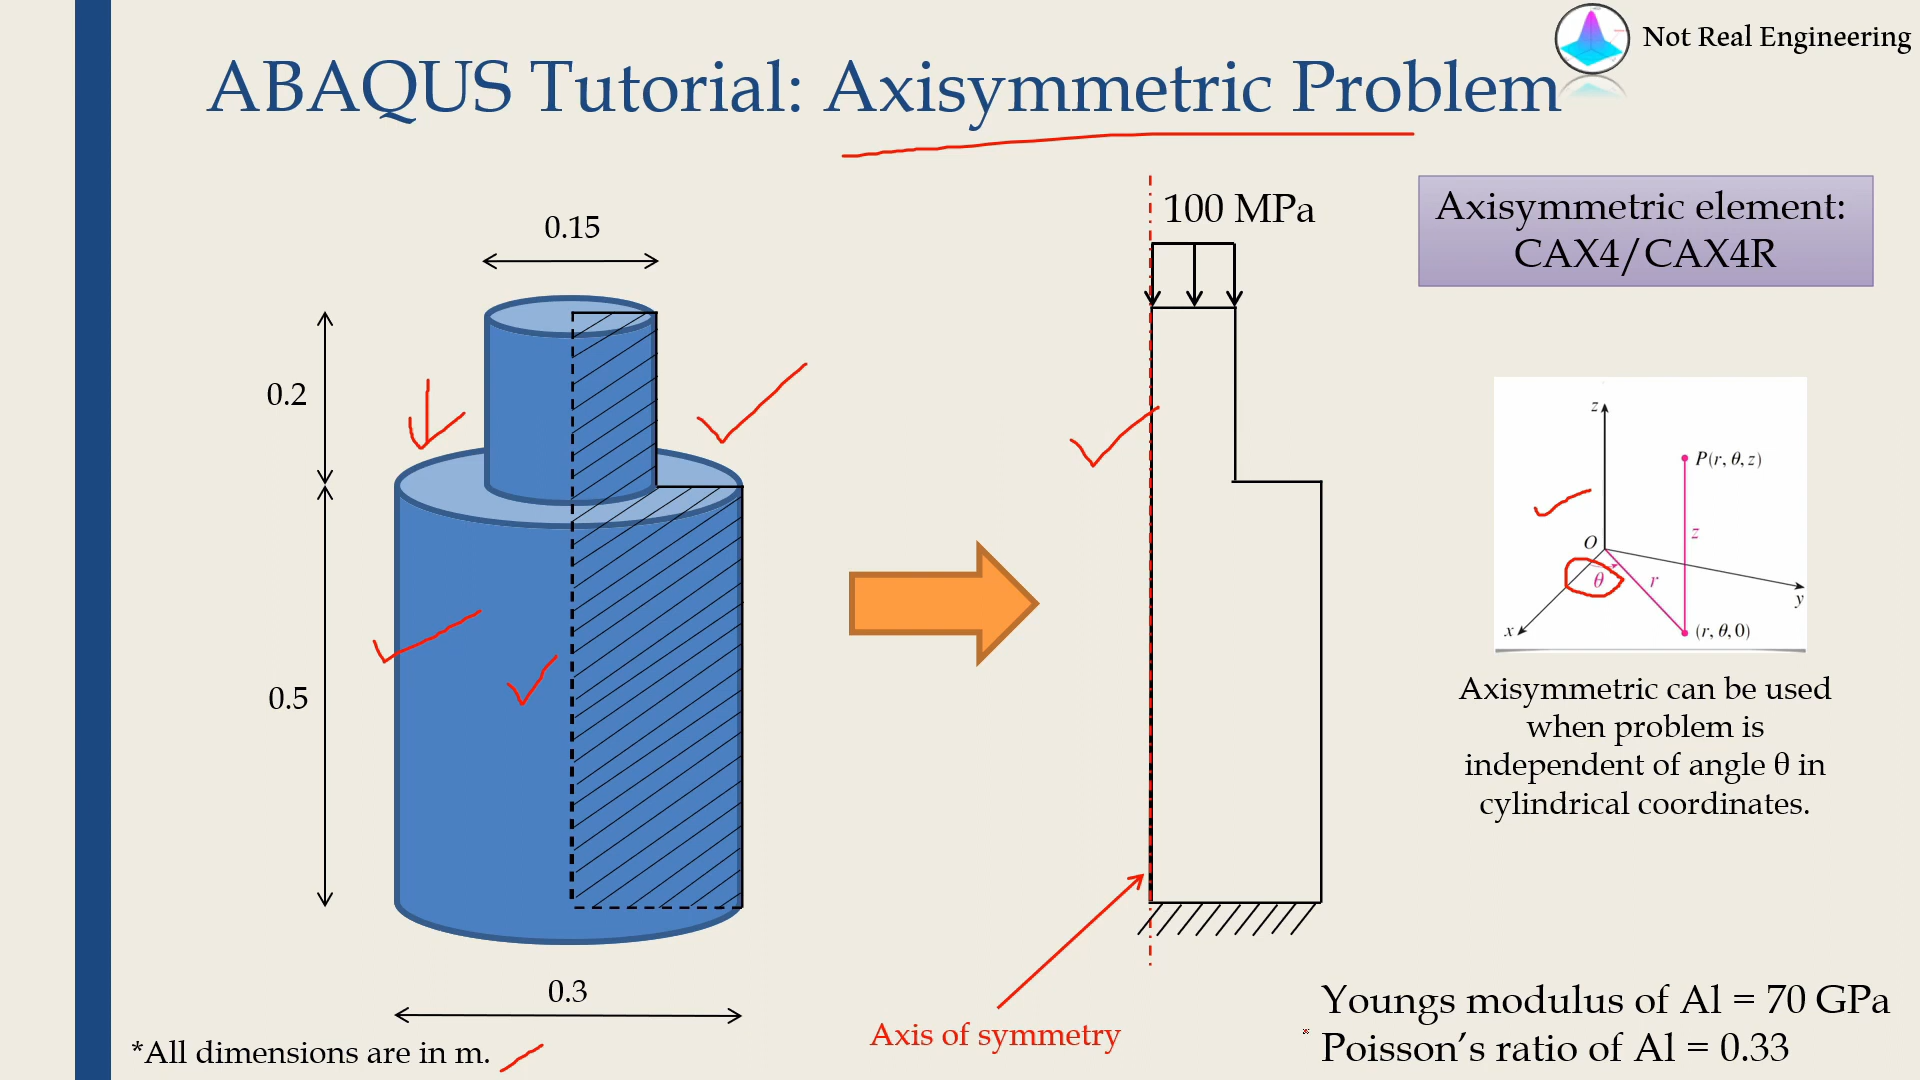 Not Real Engineering
ABAQUS Tutorial: Axisymmetric Problem
0.15
0.2
0.5
0.3
*All dimensions are in m.
100 MPa
Axis of symmetry
Axisymmetric element:
CAX4/CAX4R
z
P(r, θ, z)
z
O
θ
r
y
x
(r, θ, 0)
Axisymmetric can be used
when problem is
independent of angle θ in
cylindrical coordinates.
Youngs modulus of Al = 70 GPa
Poisson’s ratio of Al = 0.33